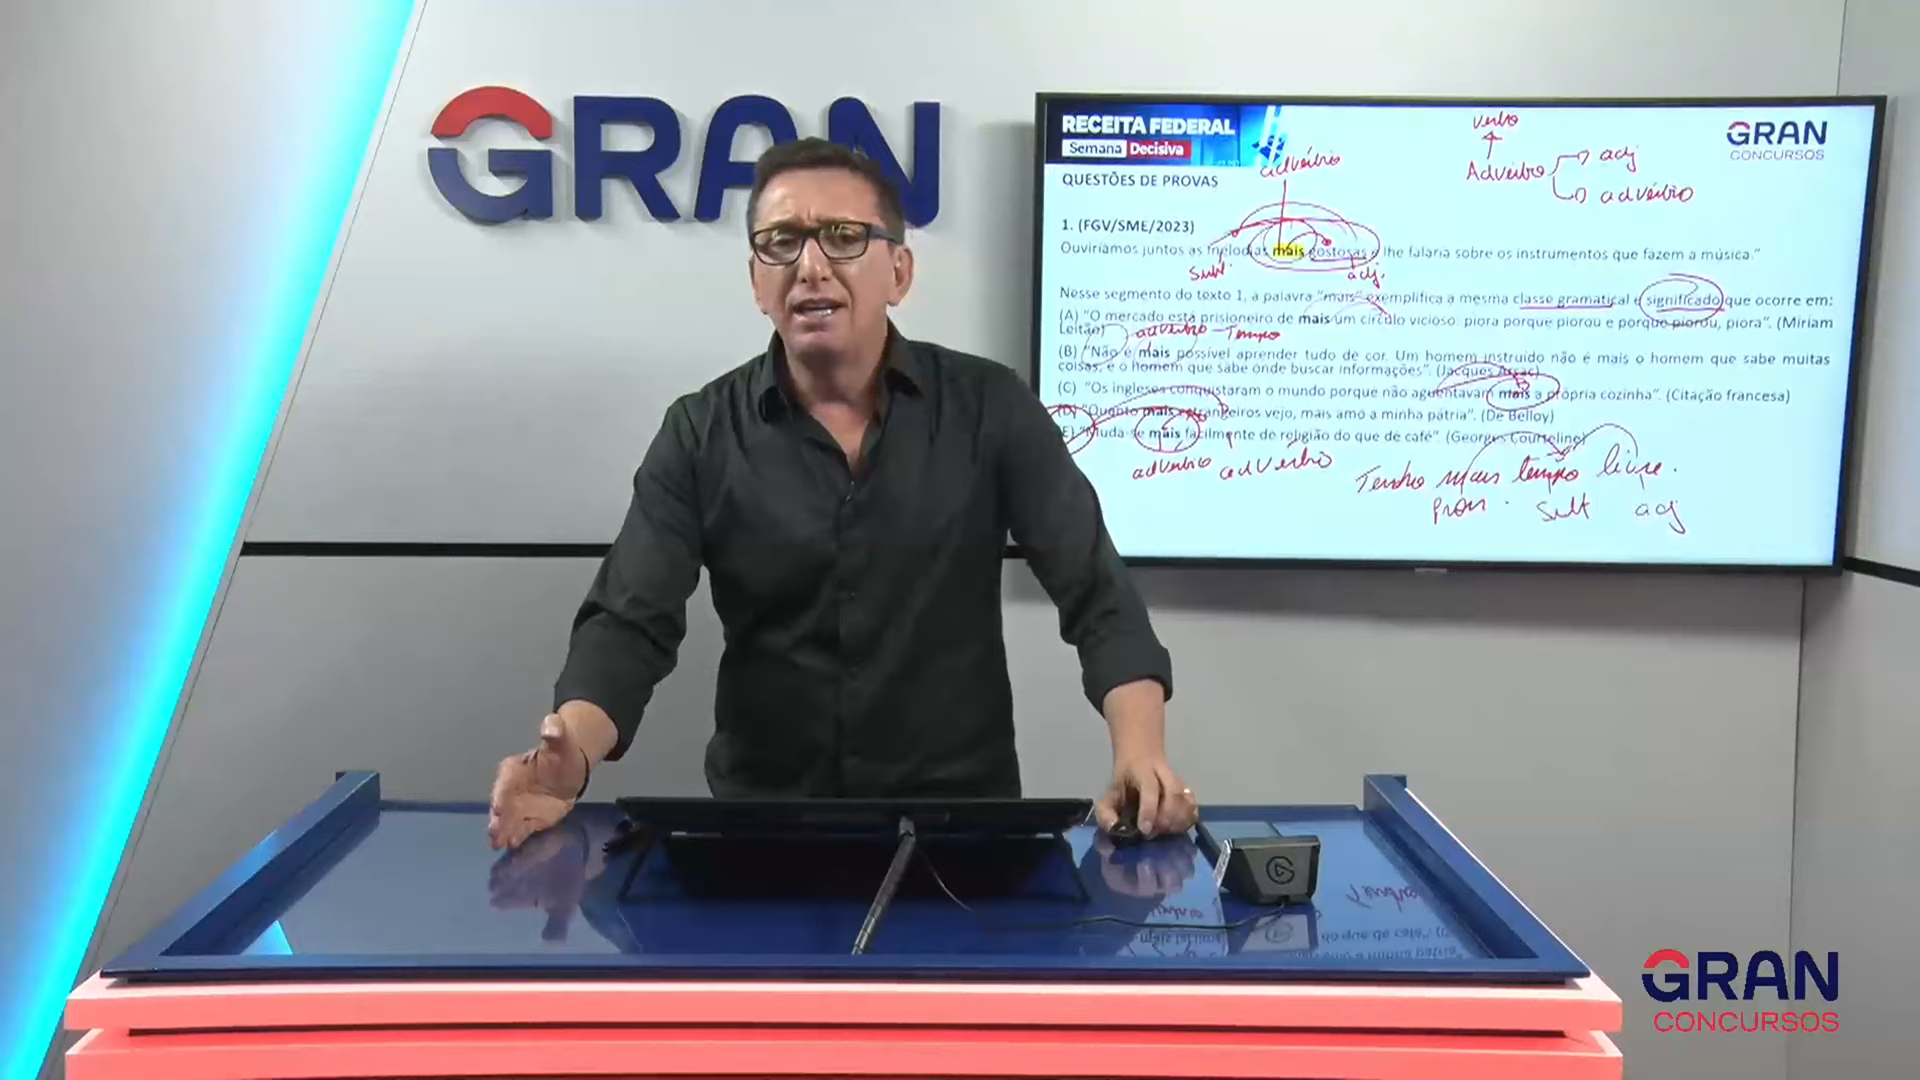 GRAN
RECEITA FEDERAL
Semana Decisiva
GRAN
CONCURSOS
verbo
Advérbio
adj
advérbio
advérbio
QUESTÕES DE PROVAS
1. (FGV/SME/2023)
Ouviríamos juntos as melodias mais gostosas e lhe falaria sobre os instrumentos que fazem a música."
Subst.
adj.
Nesse segmento do texto 1, a palavra "mais" exemplifica a mesma classe gramatical e significado que ocorre em:
(A) "O mercado está prisioneiro de mais um círculo vicioso: piora porque piorou e porque piorou, piora". (Miriam
Leitão)
advérbio - Tempo
(B) "Não é mais possível aprender tudo de cor. Um homem instruído não é mais o homem que sabe muitas
coisas, é o homem que sabe onde buscar informações". (Jacques Arsac)
(C) "Os ingleses conquistaram o mundo porque não aguentavam mais a própria cozinha". (Citação francesa)
(D) "Quanto mais estrangeiros vejo, mais amo a minha pátria". (De Belloy)
E) "Muda-se mais facilmente de religião do que de café". (Georges Courteline)
advérbio advérbio
Tenho mais tempo livre.
Pron. Subt adj
GRAN
CONCURSOS